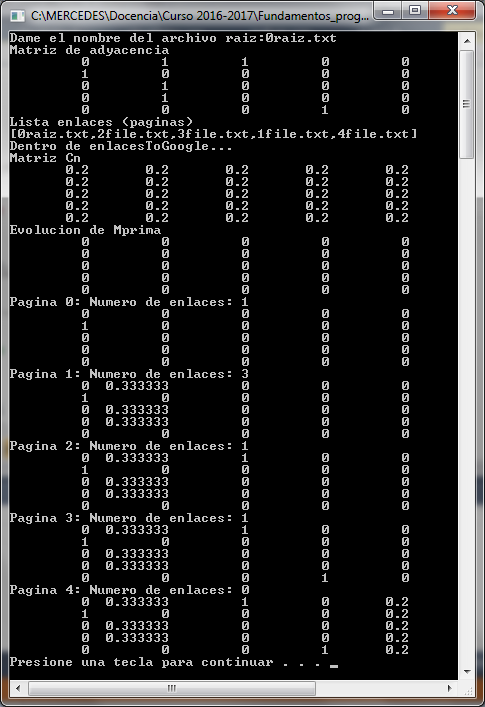 C:\MERCEDES\Docencia\Curso 2016-2017\Fundamentos_prog...
Dame el nombre del archivo raiz:0raiz.txt
Matriz de adyacencia
0 1 1 0 0
1 0 0 0 0
0 1 0 0 0
0 1 0 0 0
0 0 0 1 0
Lista enlaces (paginas)
[0raiz.txt,2file.txt,3file.txt,1file.txt,4file.txt]
Dentro de enlacesToGoogle...
Matriz Cn
0.2 0.2 0.2 0.2 0.2
0.2 0.2 0.2 0.2 0.2
0.2 0.2 0.2 0.2 0.2
0.2 0.2 0.2 0.2 0.2
0.2 0.2 0.2 0.2 0.2
Evolucion de Mprima
0 0 0 0 0
0 0 0 0 0
0 0 0 0 0
0 0 0 0 0
0 0 0 0 0
Pagina 0: Numero de enlaces: 1
0 0 0 0 0
1 0 0 0 0
0 0 0 0 0
0 0 0 0 0
0 0 0 0 0
Pagina 1: Numero de enlaces: 3
0 0.333333 0 0 0
1 0 0 0 0
0 0.333333 0 0 0
0 0.333333 0 0 0
0 0 0 0 0
Pagina 2: Numero de enlaces: 1
0 0.333333 1 0 0
1 0 0 0 0
0 0.333333 0 0 0
0 0.333333 0 0 0
0 0 0 0 0
Pagina 3: Numero de enlaces: 1
0 0.333333 1 0 0
1 0 0 0 0
0 0.333333 0 0 0
0 0.333333 0 0 0
0 0 0 1 0
Pagina 4: Numero de enlaces: 0
0 0.333333 1 0 0.2
1 0 0 0 0.2
0 0.333333 0 0 0.2
0 0.333333 0 0 0.2
0 0 0 1 0.2
Presione una tecla para continuar . . . _